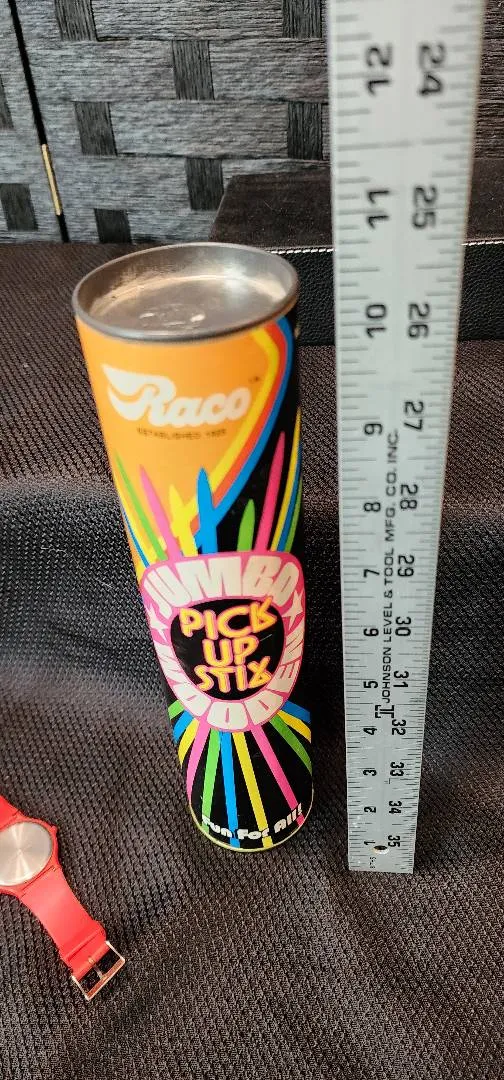 Raco
ESTABLISHED 1925
JUMBO
PICK
UP
STIX
WOODEN
Fun For All!
12 24
11 25
10 26
9 27
8 28
7 29
6 30
5 31
4 32
3 33
2 34
1 35
JOHNSON LEVEL & TOOL MFG. CO. INC.